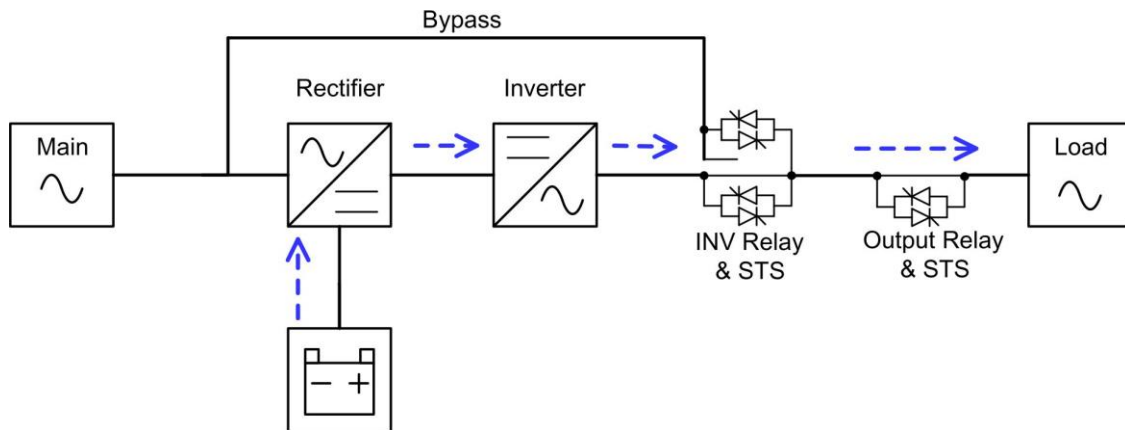 Bypass
Rectifier
Inverter
Main
Load
INV Relay
& STS
Output Relay
& STS